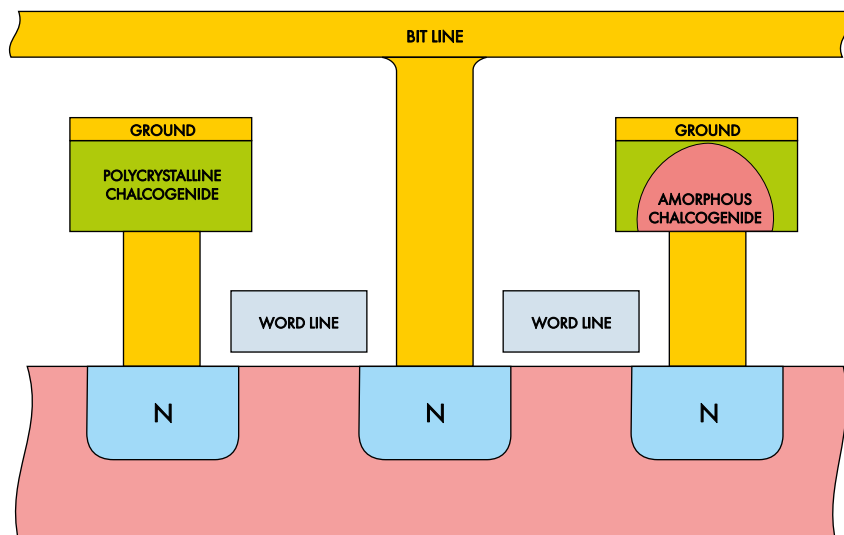 BIT LINE
GROUND
GROUND
POLYCRYSTALLINE
CHALCOGENIDE
AMORPHOUS
CHALCOGENIDE
WORD LINE
WORD LINE
N
N
N